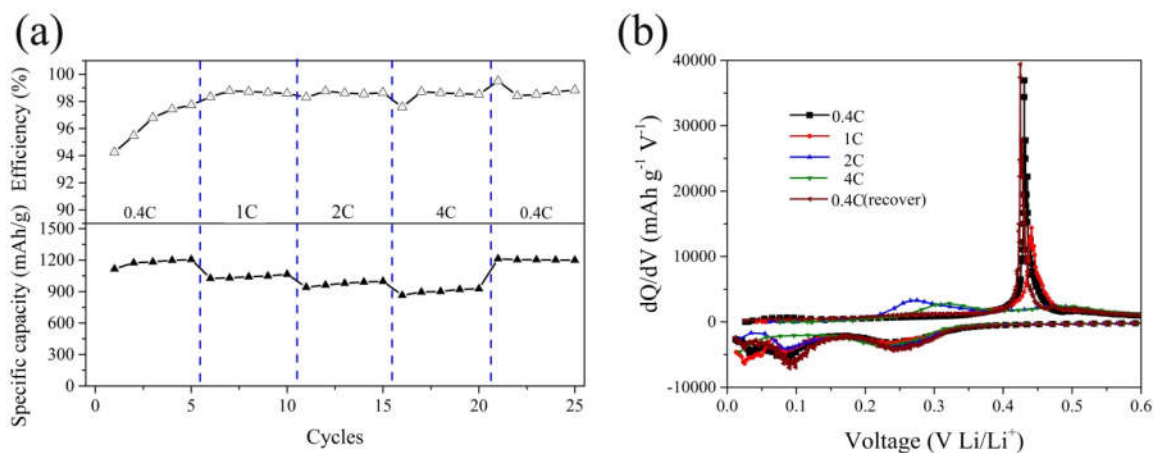 (a)
Efficiency (%)
100
98
96
94
92
90
0.4C 1C 2C 4C 0.4C
Specific capacity (mAh/g)
1500
1200
900
600
300
0
0 5 10 15 20 25
Cycles
(b)
dQ/dV (mAh g⁻¹ V⁻¹)
40000
30000
20000
10000
0
-10000
0.4C
1C
2C
4C
0.4C(recover)
0.0 0.1 0.2 0.3 0.4 0.5 0.6
Voltage (V Li/Li⁺)